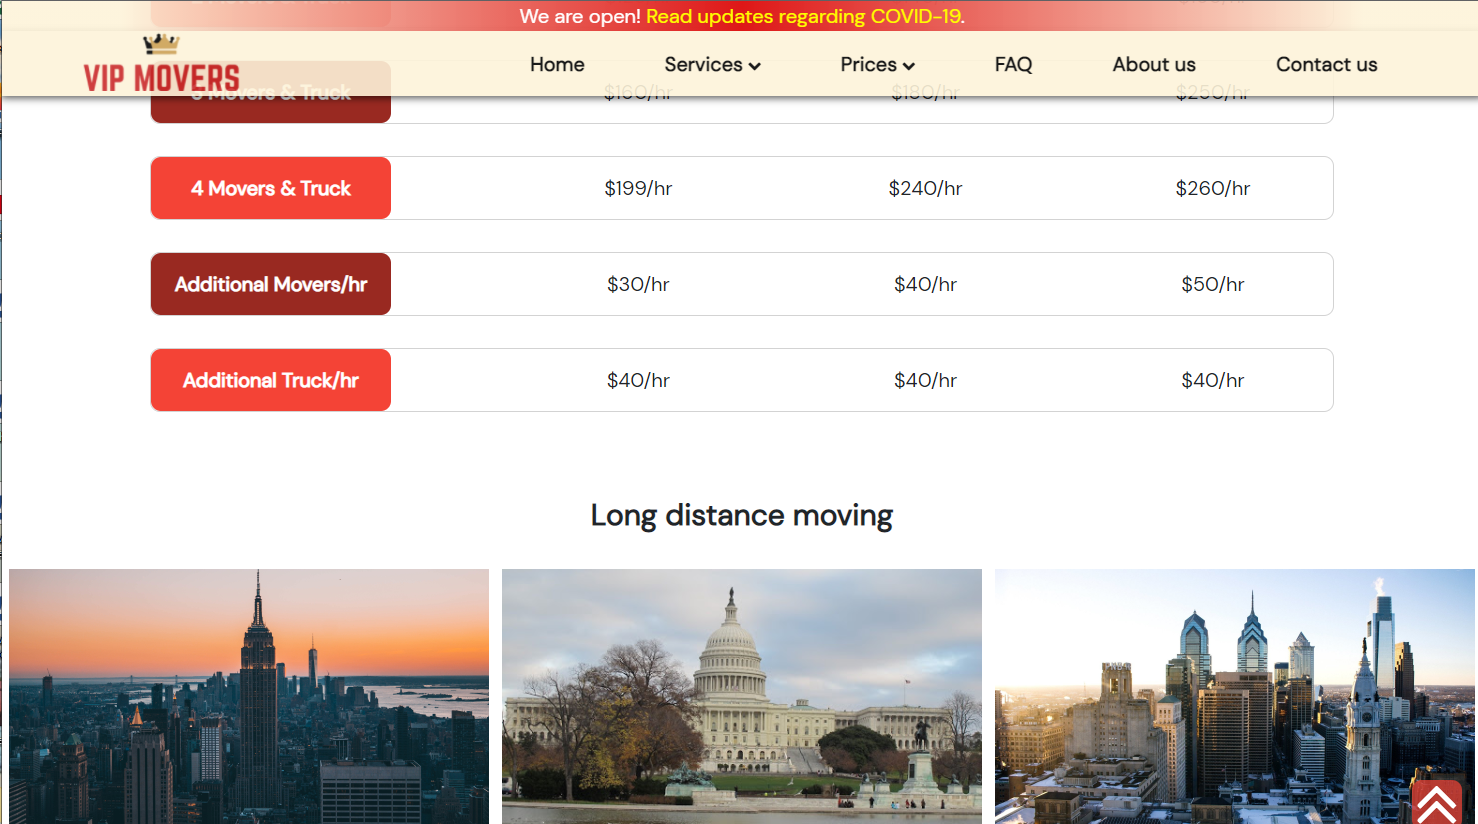 We are open! Read updates regarding COVID-19.
VIP MOVERS
Home Services Prices FAQ About us Contact us
3 Movers & Truck $160/hr $180/hr $250/hr
4 Movers & Truck $199/hr $240/hr $260/hr
Additional Movers/hr $30/hr $40/hr $50/hr
Additional Truck/hr $40/hr $40/hr $40/hr
Long distance moving